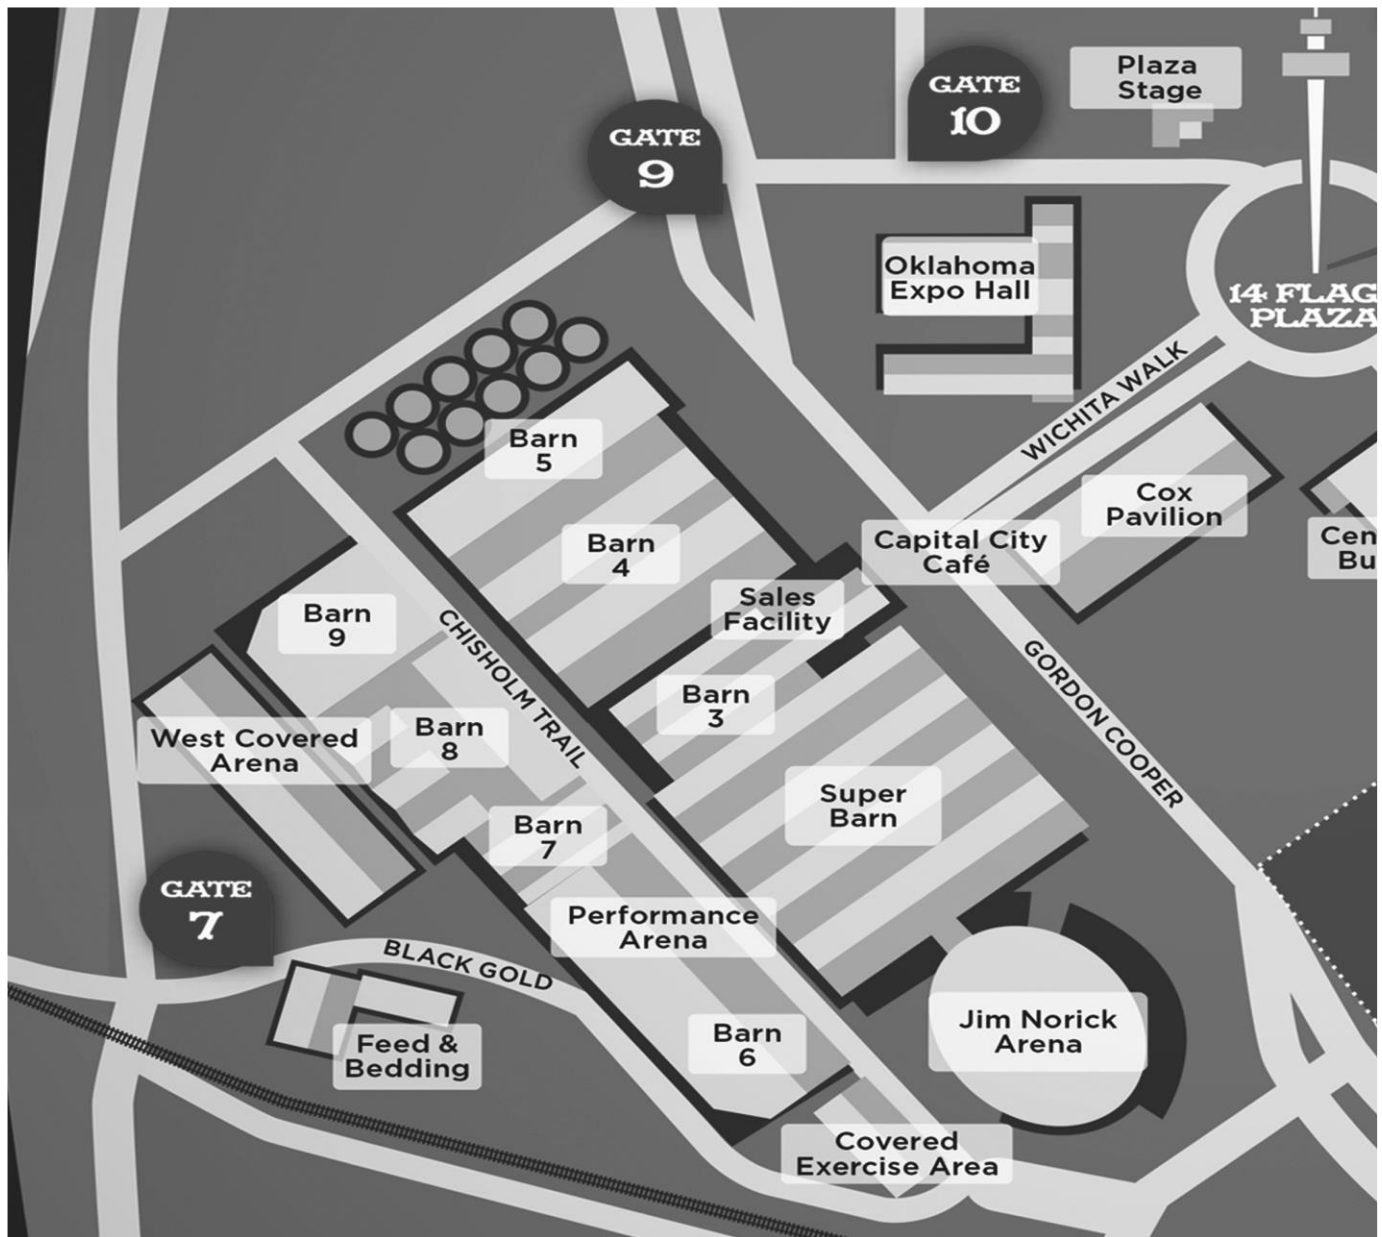 Plaza
Stage
GATE
10
GATE
9
Oklahoma
Expo Hall
14 FLAG
PLAZA
WICHITA WALK
Barn
5
Cox
Pavilion
Barn
4
Capital City
Café
Cen
Bu
Sales
Facility
Barn
9
CHISHOLM TRAIL
GORDON COOPER
Barn
3
Barn
8
West Covered
Arena
Super
Barn
Barn
7
GATE
7
Performance
Arena
BLACK GOLD
Jim Norick
Arena
Barn
6
Feed &
Bedding
Covered
Exercise Area